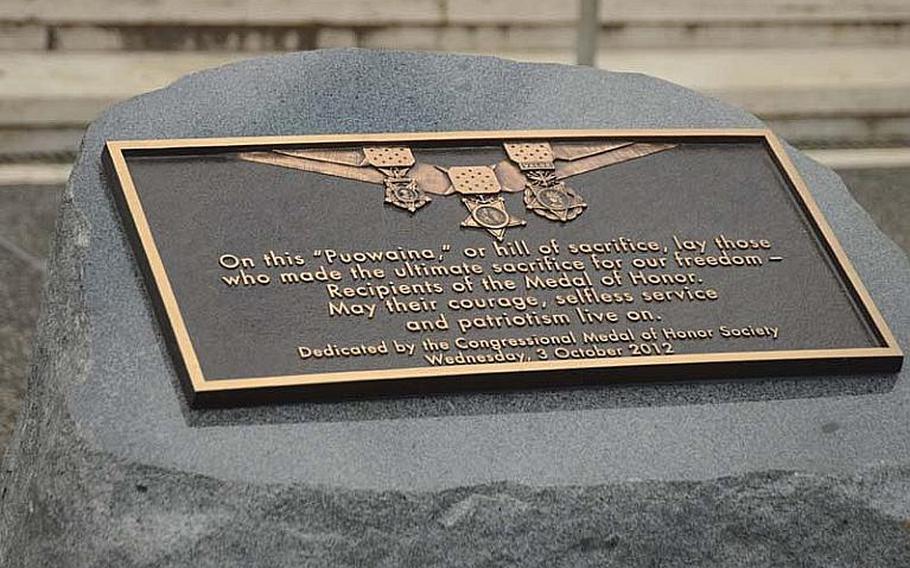 VALOR
On this "Puowaina," or hill of sacrifice, lay those
who made the ultimate sacrifice for our freedom –
Recipients of the Medal of Honor.
May their courage, selfless service
and patriotism live on.
Dedicated by the Congressional Medal of Honor Society
Wednesday, 3 October 2012